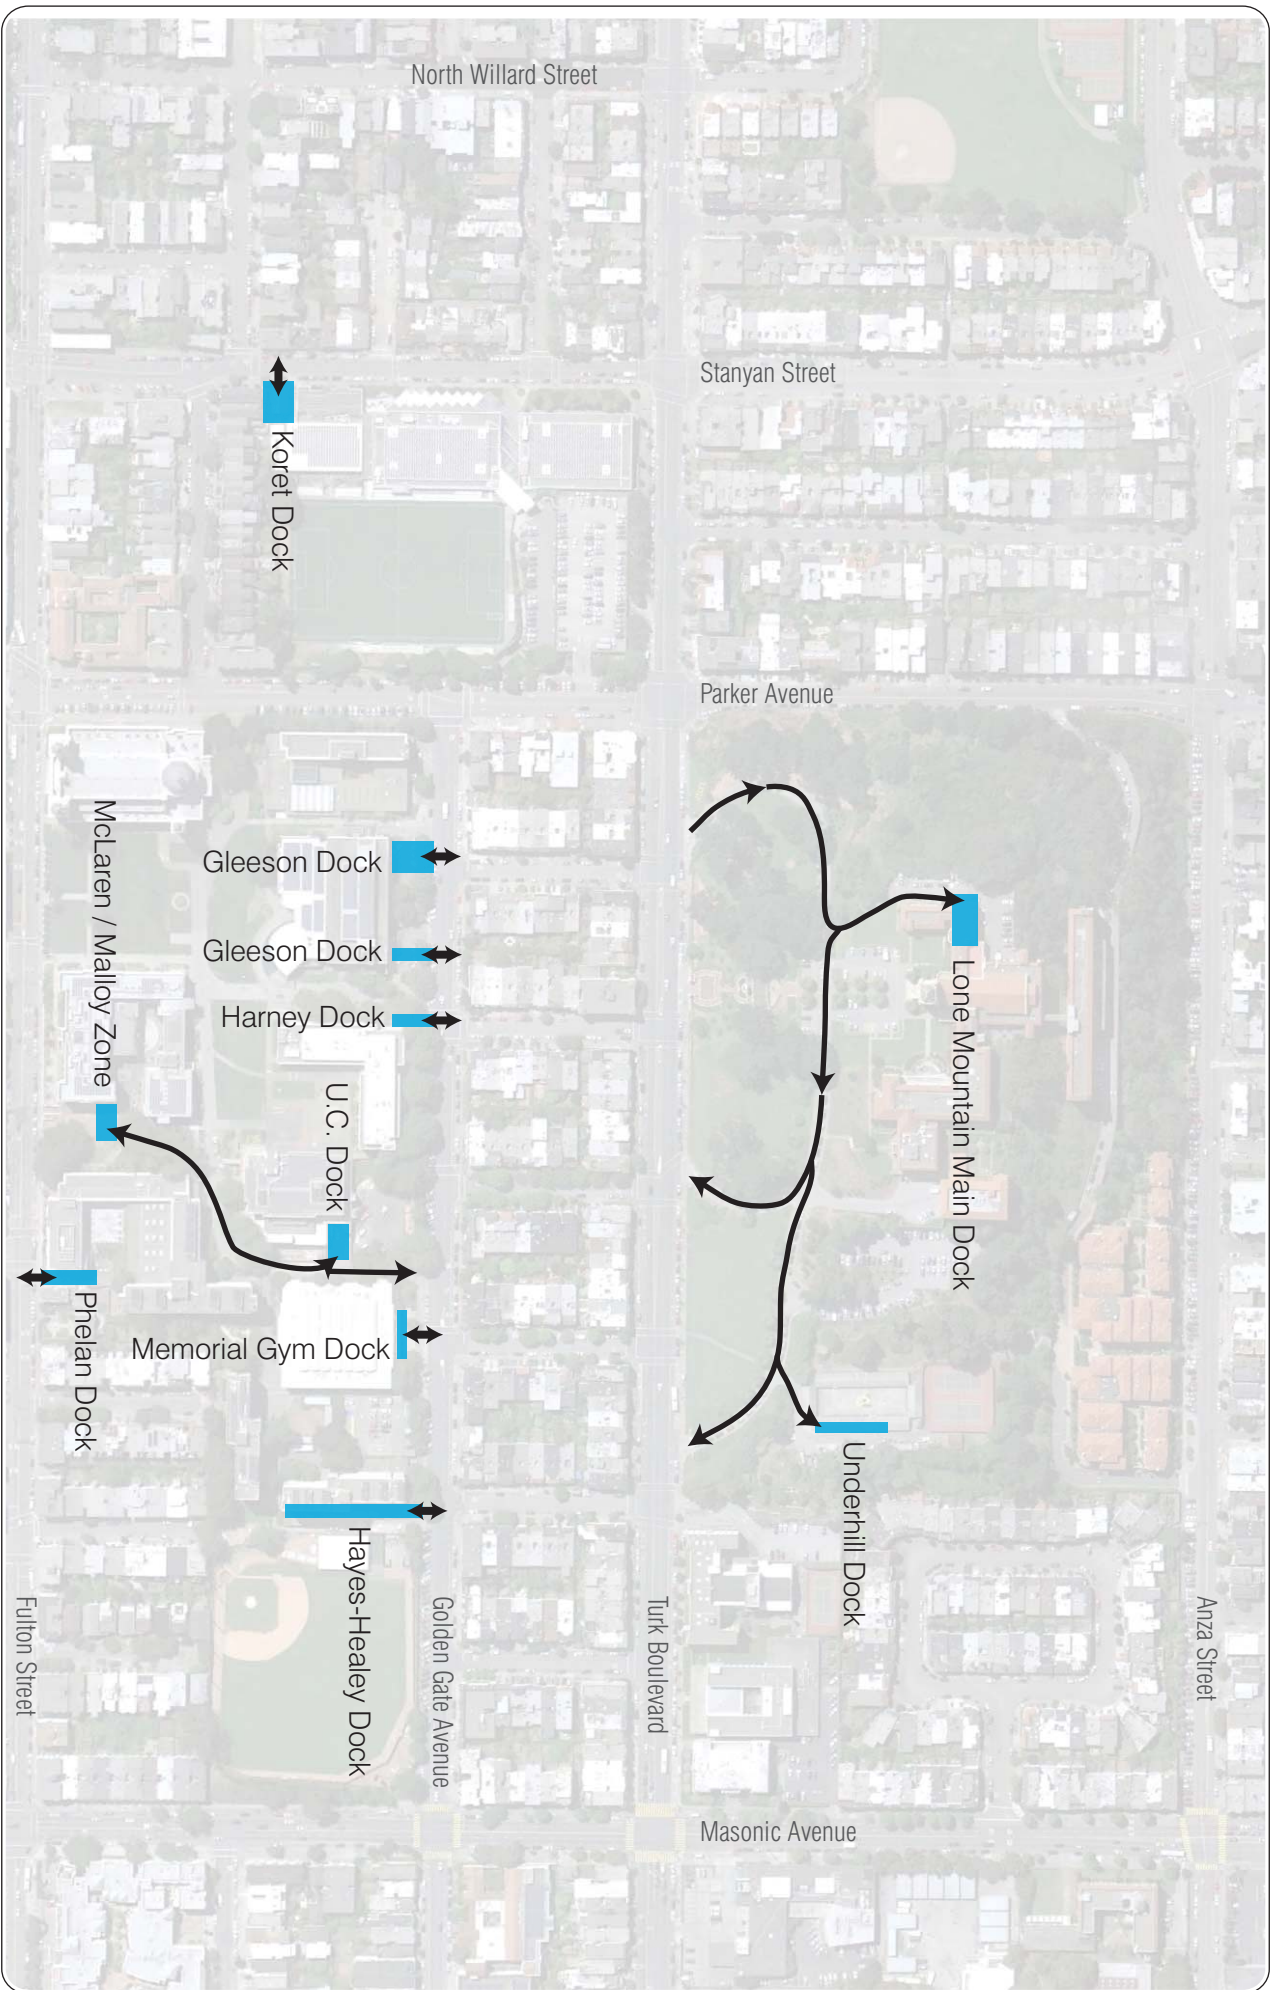 North Willard Street
Stanyan Street
Koret Dock
Parker Avenue
McLaren / Malloy Zone
Gleeson Dock
Gleeson Dock
Harney Dock
Lone Mountain Main Dock
U.C. Dock
Phelan Dock
Memorial Gym Dock
Underhill Dock
Hayes-Healey Dock
Fulton Street
Golden Gate Avenue
Turk Boulevard
Anza Street
Masonic Avenue